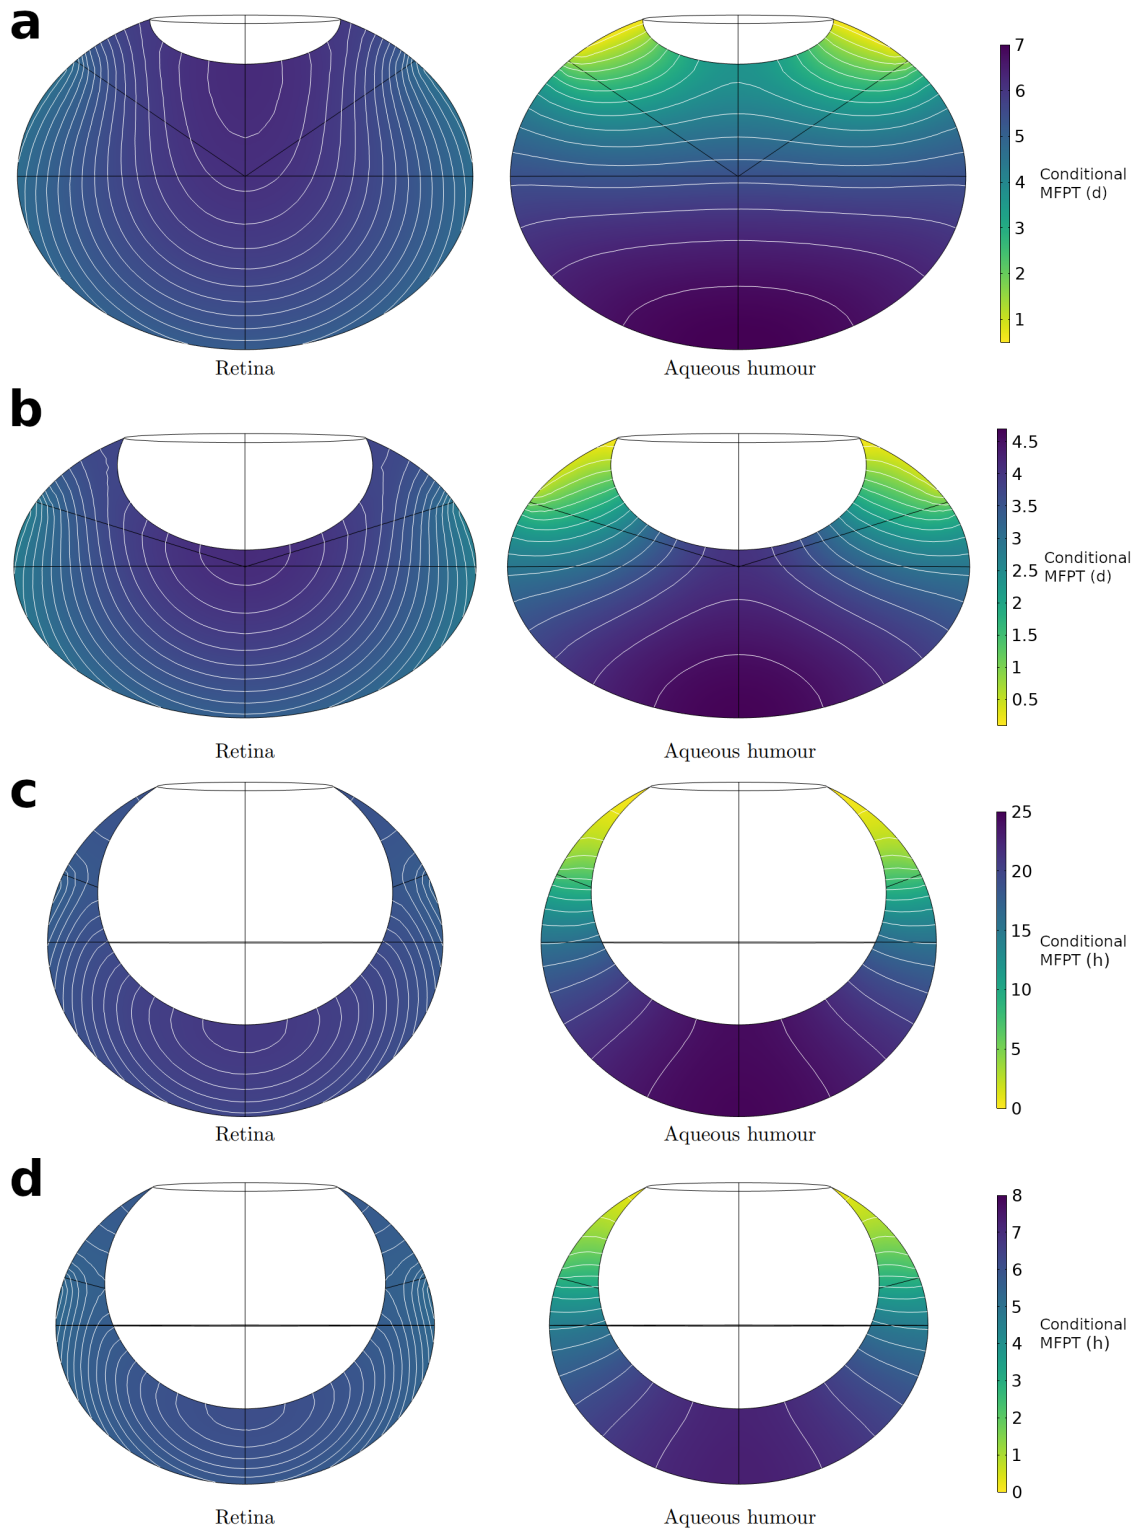 a
7
6
5
4
3
2
1
Conditional
MFPT (d)
Retina
Aqueous humour
b
4.5
4
3.5
3
2.5
2
1.5
1
0.5
Conditional
MFPT (d)
Retina
Aqueous humour
c
25
20
15
10
5
0
Conditional
MFPT (h)
Retina
Aqueous humour
d
8
7
6
5
4
3
2
1
0
Conditional
MFPT (h)
Retina
Aqueous humour